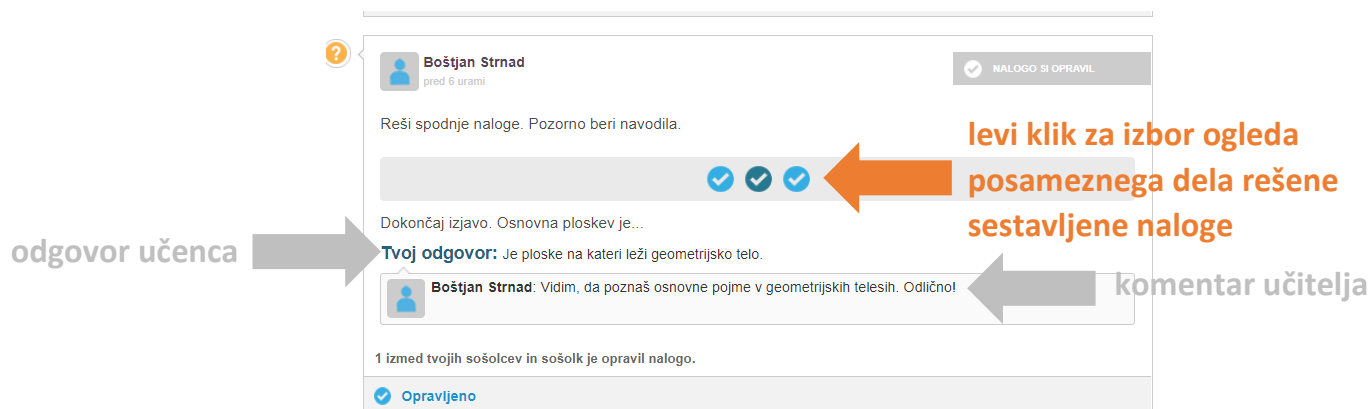 ?
Boštjan Strnad
pred 6 urami
NALOGO SI OPRAVIL
Reši spodnje naloge. Pozorno beri navodila.
levi klik za izbor ogleda
posameznega dela rešene
sestavljene naloge
Dokončaj izjavo. Osnovna ploskev je...
odgovor učenca
Tvoj odgovor: Je ploske na kateri leži geometrijsko telo.
Boštjan Strnad: Vidim, da poznaš osnovne pojme v geometrijskih telesih. Odlično!
komentar učitelja
1 izmed tvojih sošolcev in sošolk je opravil nalogo.
Opravljeno